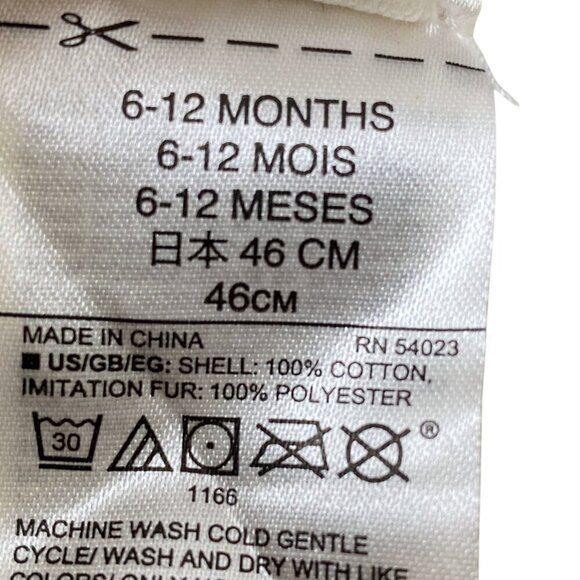 6-12 MONTHS
6-12 MOIS
6-12 MESES
日本 46 CM
46CM
MADE IN CHINA RN 54023
■ US/GB/EG: SHELL: 100% COTTON,
IMITATION FUR: 100% POLYESTER
30 ®
1166
MACHINE WASH COLD GENTLE
CYCLE/ WASH AND DRY WITH LIKE
COLORS/ ONLY